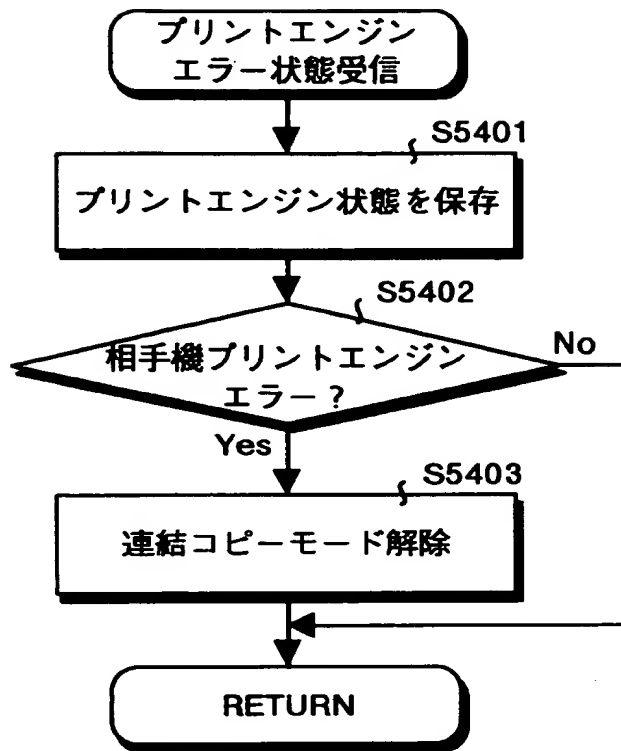 プリントエンジン
エラー状態受信
S5401
プリントエンジン状態を保存
S5402
相手機プリントエンジン
エラー？
No
Yes
S5403
連結コピーモード解除
RETURN